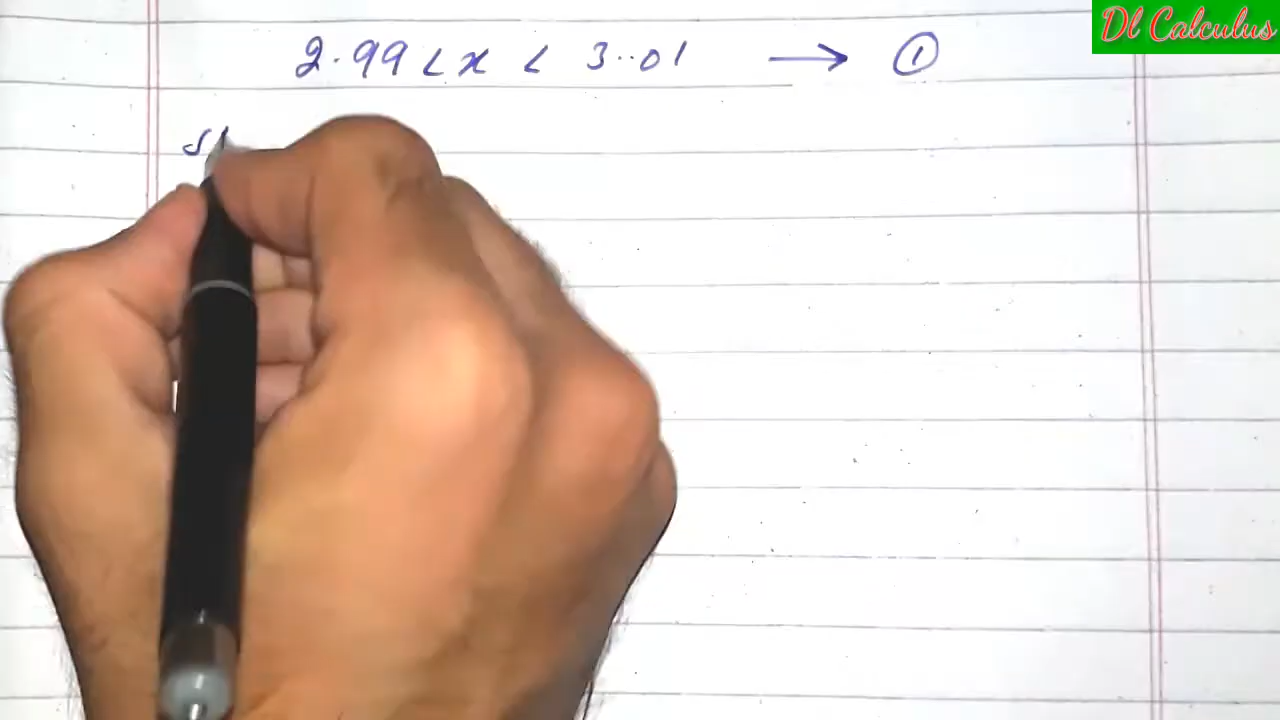 Dl Calculus
2.99 < x < 3..01 → ①